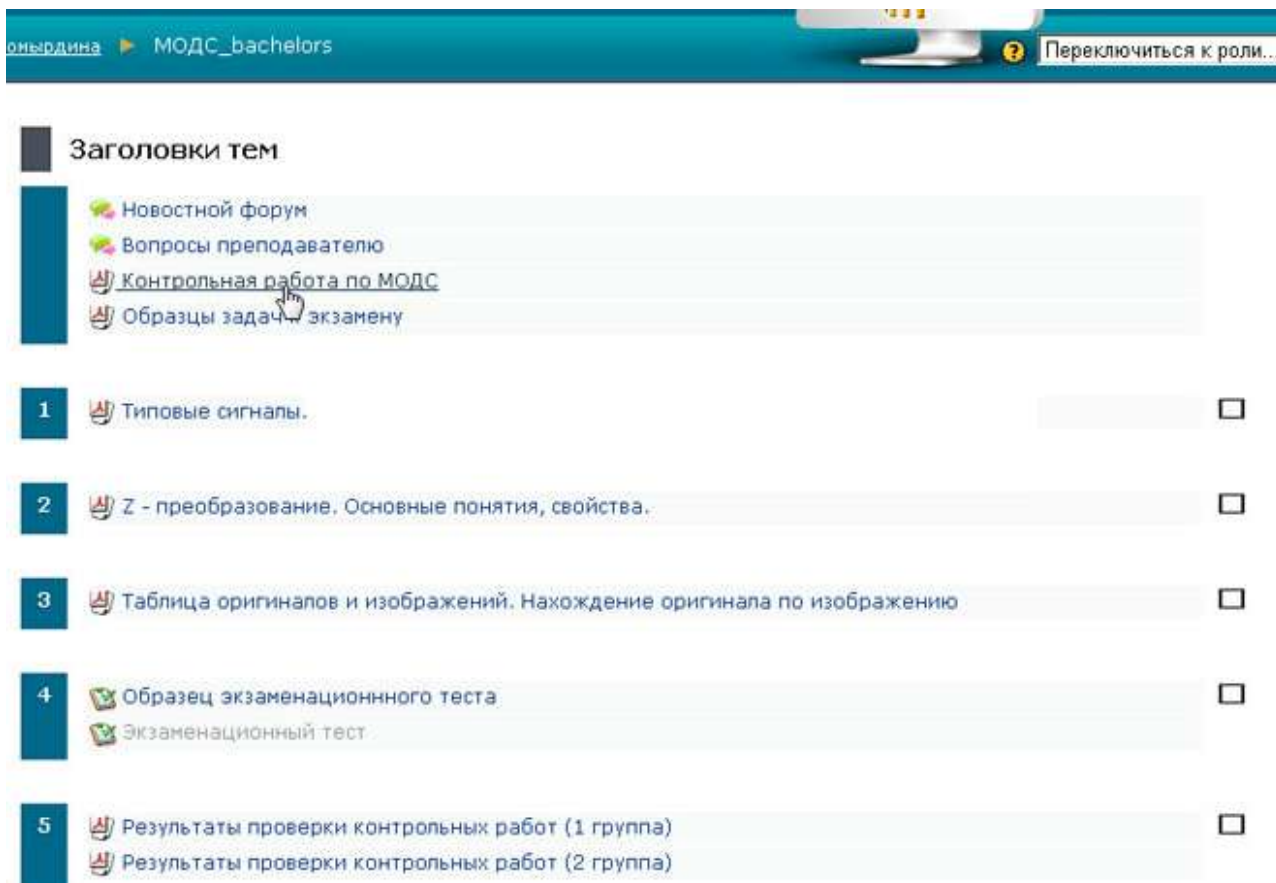 омырдина ► МОДС_bachelors
Переключиться к роли...
Заголовки тем
Новостной форум
Вопросы преподавателю
Контрольная работа по МОДС
Образцы задач экзамену
1 Типовые сигналы.
2 Z - преобразование. Основные понятия, свойства.
3 Таблица оригиналов и изображений. Нахождение оригинала по изображению
4 Образец экзаменационнного теста
Экзаменационный тест
5 Результаты проверки контрольных работ (1 группа)
Результаты проверки контрольных работ (2 группа)